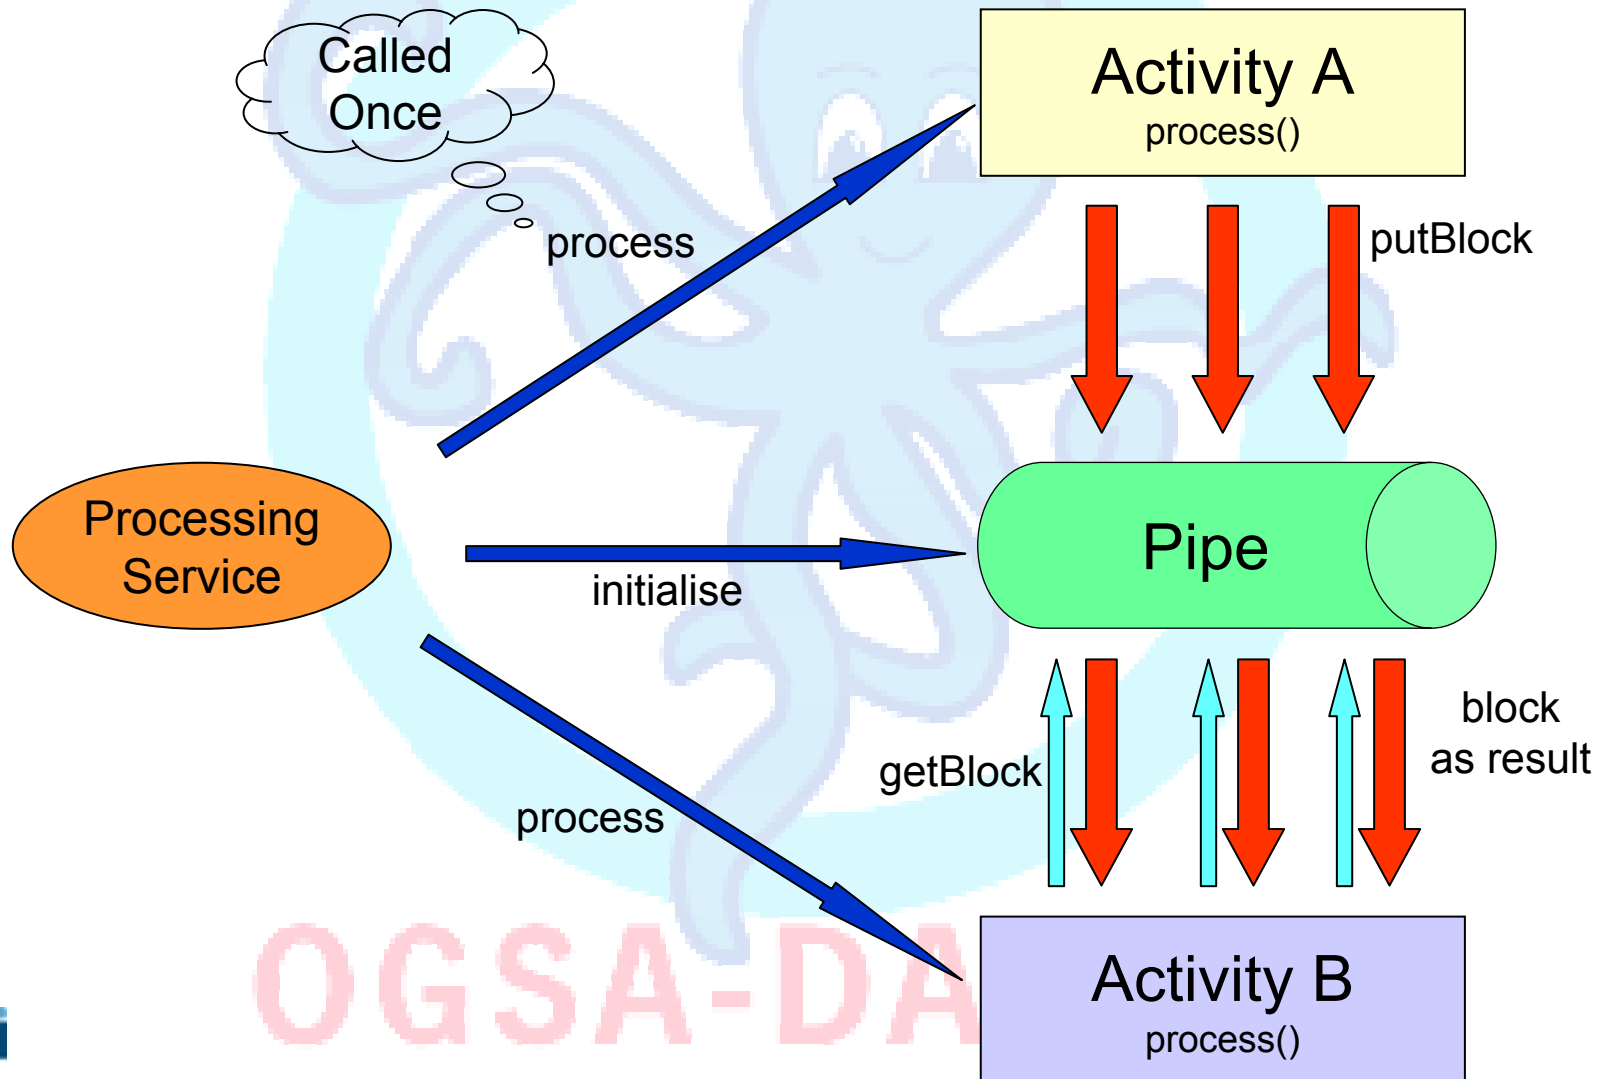 Called
Once
Activity A
process()
process
putBlock
Processing
Service
initialise
Pipe
getBlock
block
as result
process
Activity B
process()
OGSA-DA